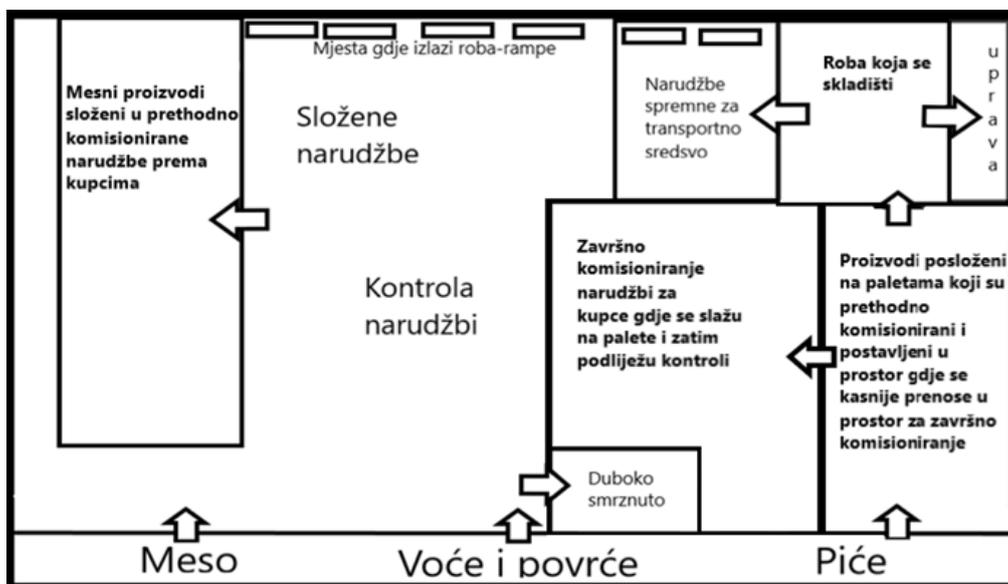 Mjesta gdje izlazi roba-rampe
Mesni proizvodi
složeni u prethodno
komisionirane
narudžbe prema
kupcima
Složene
narudžbe
Kontrola
narudžbi
Narudžbe
spremne za
transportno
sredsvo
Roba koja se
skladišti
uprava
Završno
komisioniranje
narudžbi za
kupce gdje se slažu
na palete i zatim
podliježu kontroli
Proizvodi posloženi
na paletama koji su
prethodno
komisionirani i
postavljeni u
prostor gdje se
kasnije prenose u
prostor za završno
komisioniranje
Duboko
smrznuto
Meso
Voće i povrće
Piće